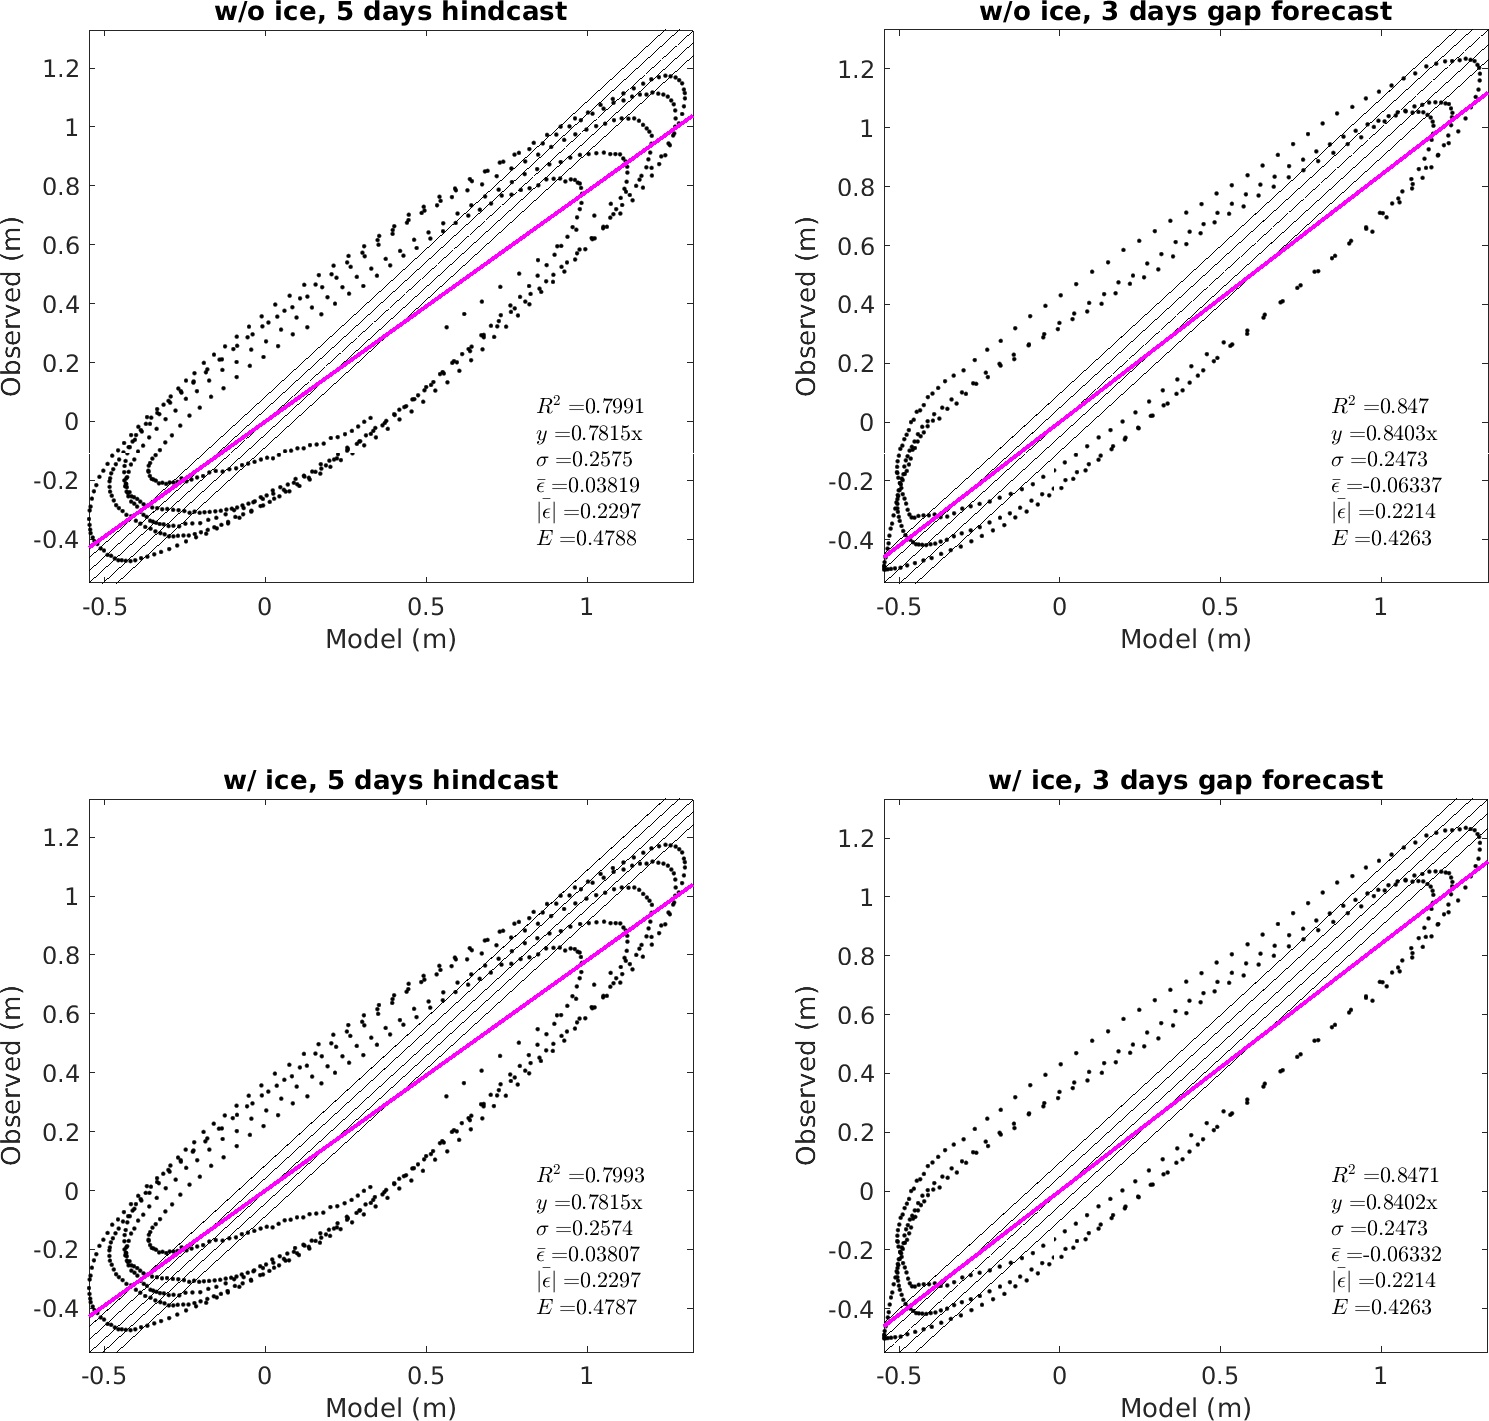 w/o ice, 5 days hindcast
1.2
1
0.8
0.6
0.4
0.2
0
-0.2
-0.4
Observed (m)
R² =0.7991
y =0.7815x
σ =0.2575
ε̄ =0.03819
|ε̄| =0.2297
E =0.4788
-0.5 0 0.5 1
Model (m)
w/o ice, 3 days gap forecast
1.2
1
0.8
0.6
0.4
0.2
0
-0.2
-0.4
Observed (m)
R² =0.847
y =0.8403x
σ =0.2473
ε̄ =-0.06337
|ε̄| =0.2214
E =0.4263
-0.5 0 0.5 1
Model (m)
w/ ice, 5 days hindcast
1.2
1
0.8
0.6
0.4
0.2
0
-0.2
-0.4
Observed (m)
R² =0.7993
y =0.7815x
σ =0.2574
ε̄ =0.03807
|ε̄| =0.2297
E =0.4787
-0.5 0 0.5 1
Model (m)
w/ ice, 3 days gap forecast
1.2
1
0.8
0.6
0.4
0.2
0
-0.2
-0.4
Observed (m)
R² =0.8471
y =0.8402x
σ =0.2473
ε̄ =-0.06332
|ε̄| =0.2214
E =0.4263
-0.5 0 0.5 1
Model (m)